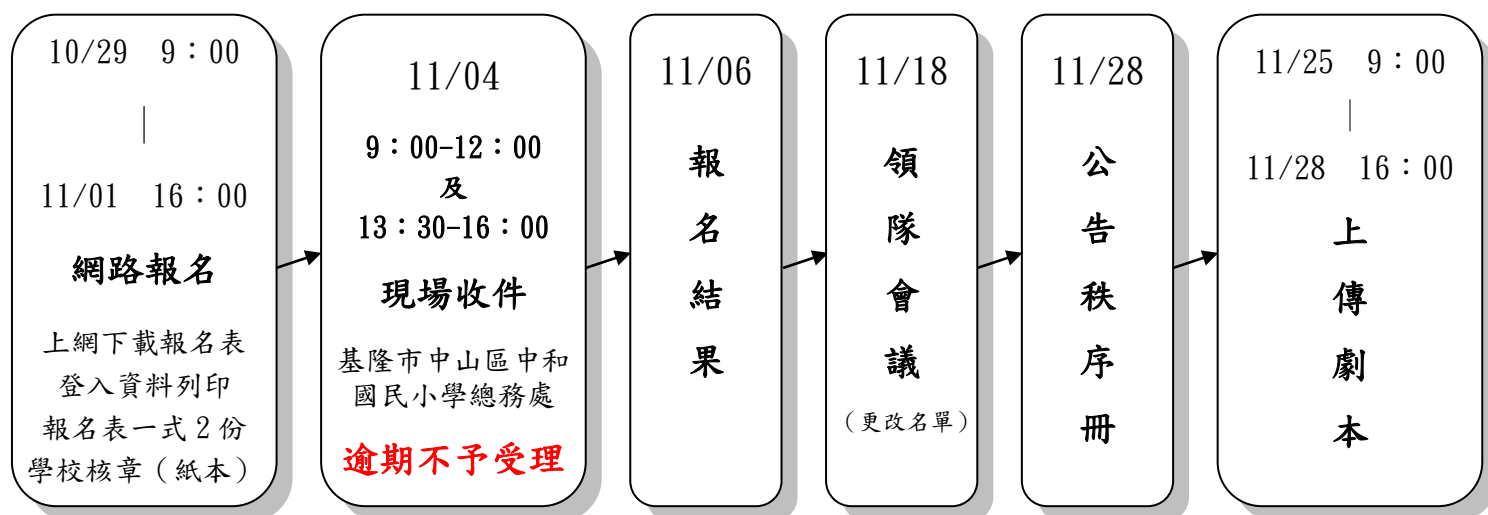 10/29 9：00
|
11/01 16：00
網路報名
上網下載報名表
登入資料列印
報名表一式2份
學校核章（紙本）
11/04
9：00-12：00
及
13：30-16：00
現場收件
基隆市中山區中和
國民小學總務處
逾期不予受理
11/06
報
名
結
果
11/18
領
隊
會
議
（更改名單）
11/28
公
告
秩
序
冊
11/25 9：00
|
11/28 16：00
上
傳
劇
本